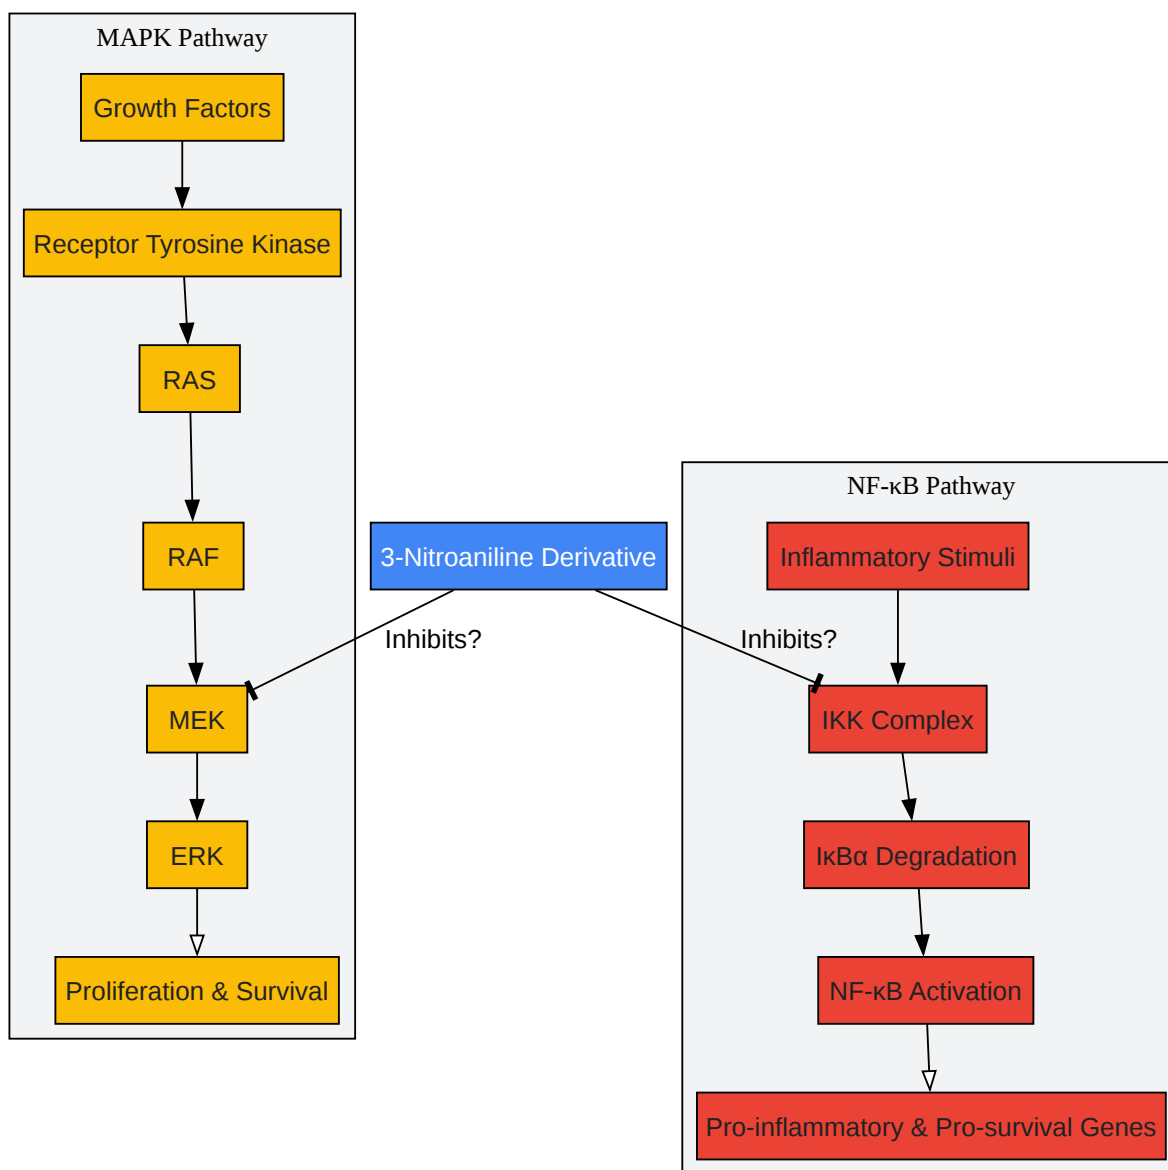 MAPK Pathway
Growth Factors
Receptor Tyrosine Kinase
RAS
RAF
MEK
ERK
Proliferation & Survival
3-Nitroaniline Derivative
Inhibits?
Inhibits?
NF-κB Pathway
Inflammatory Stimuli
IKK Complex
IκBα Degradation
NF-κB Activation
Pro-inflammatory & Pro-survival Genes